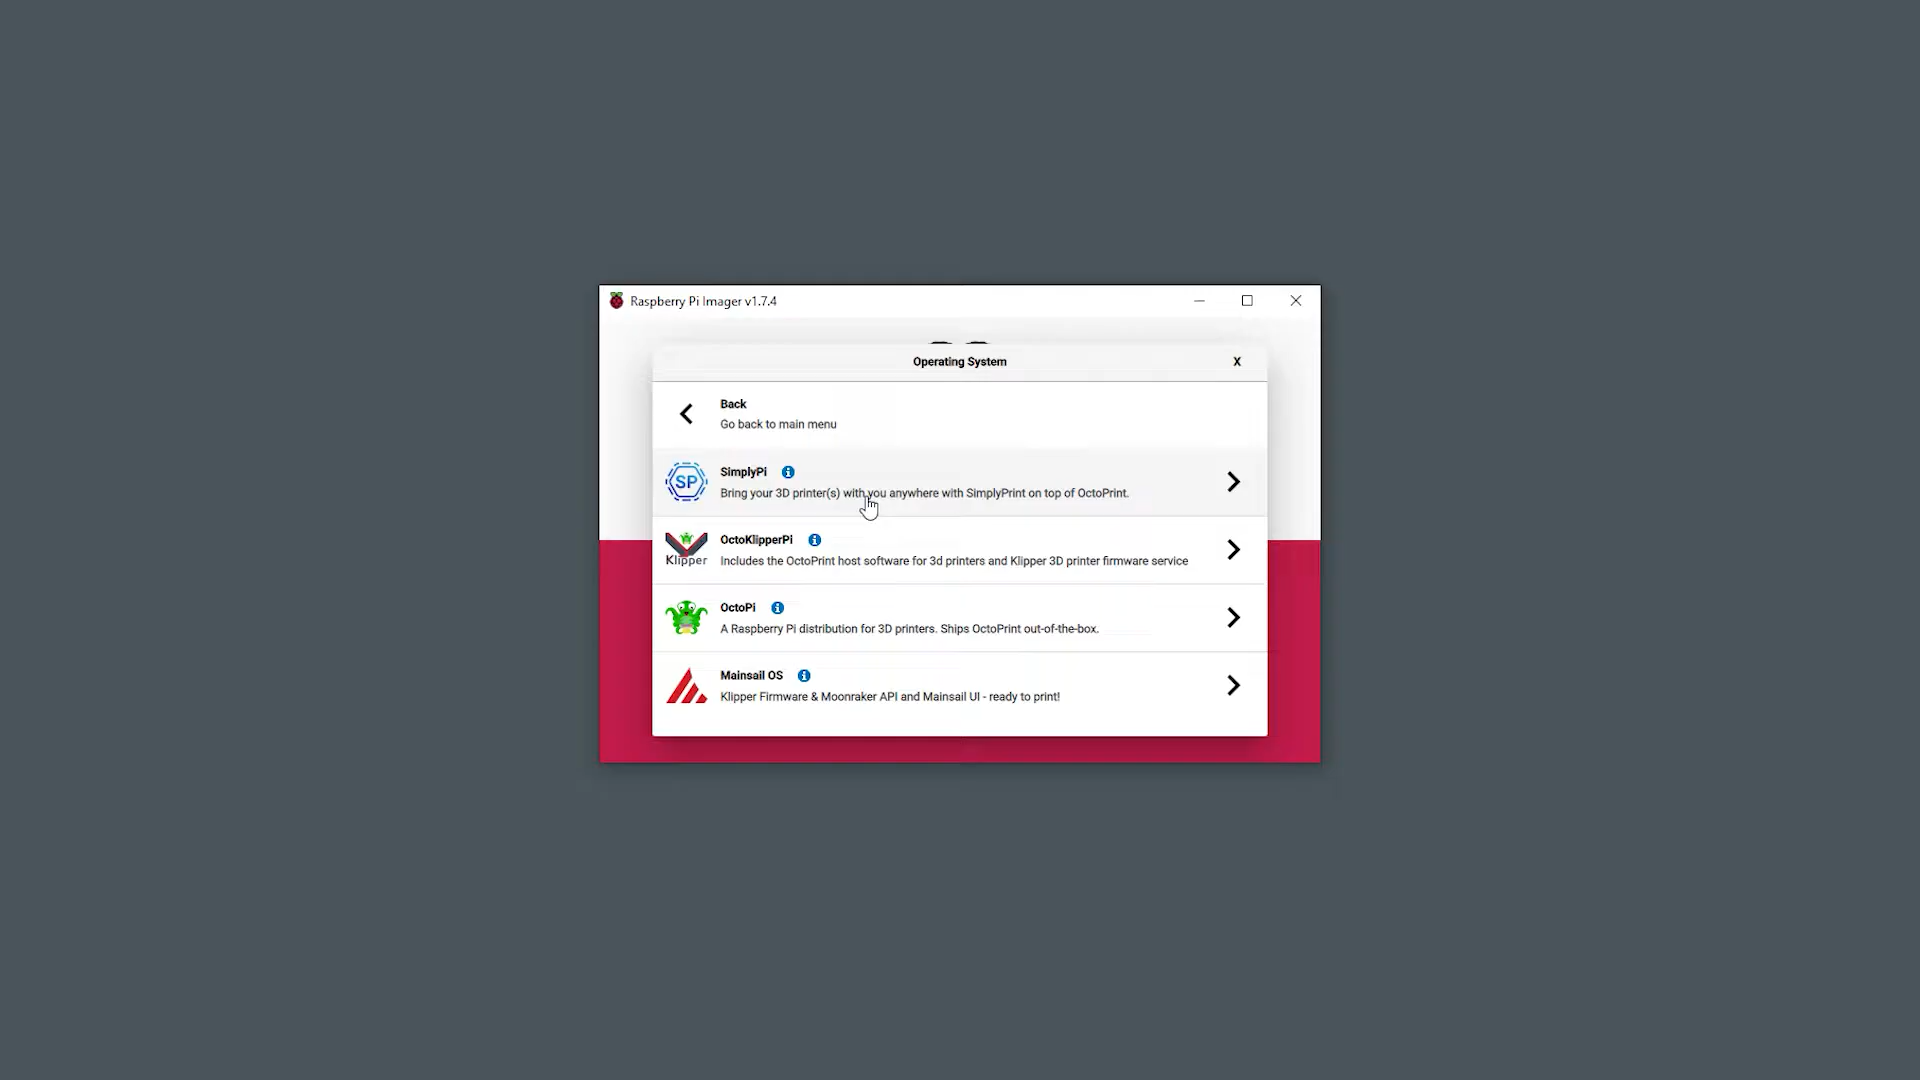 Raspberry Pi Imager v1.7.4
Operating System
X
Back
Go back to main menu
SP
SimplyPi
Bring your 3D printer(s) with you anywhere with SimplyPrint on top of OctoPrint.
Klipper
OctoKlipperPi
Includes the OctoPrint host software for 3d printers and Klipper 3D printer firmware service
OctoPi
A Raspberry Pi distribution for 3D printers. Ships OctoPrint out-of-the-box.
Mainsail OS
Klipper Firmware & Moonraker API and Mainsail UI - ready to print!